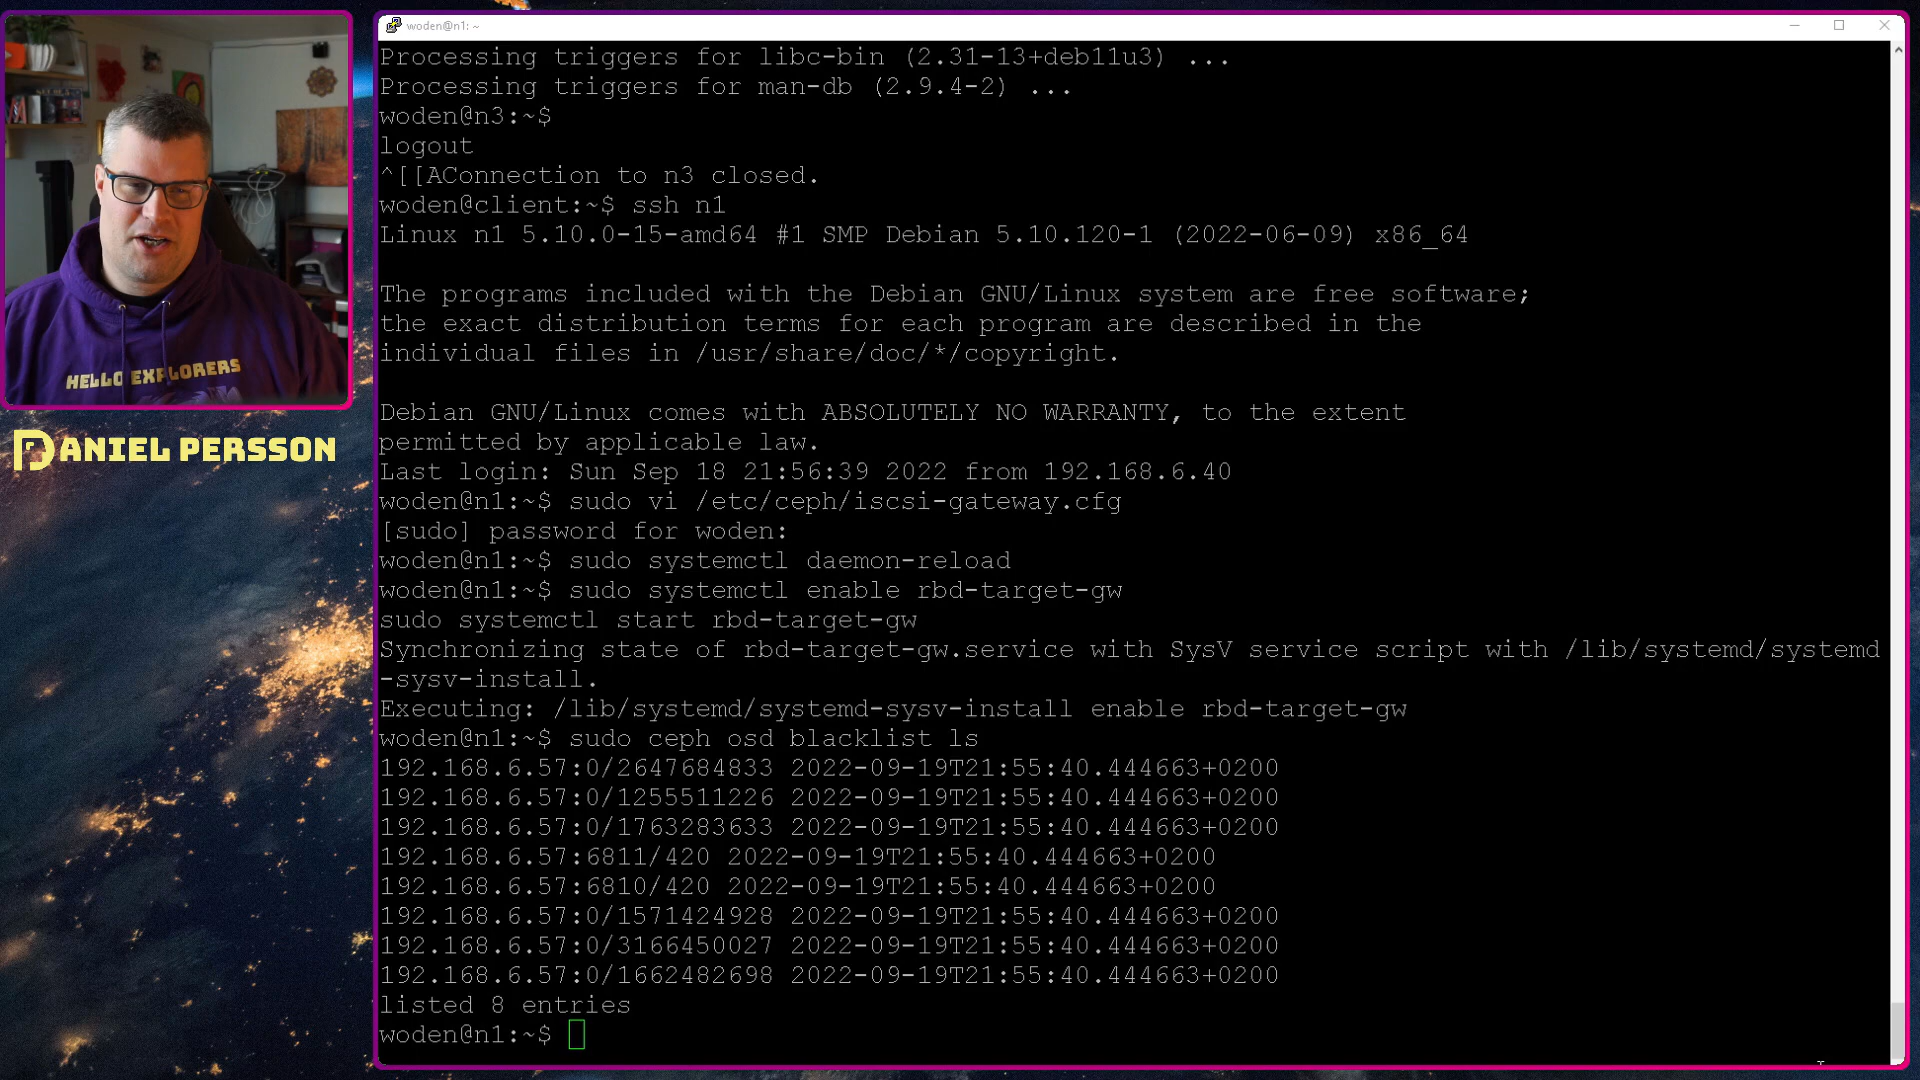 woden@n1: ~
Processing triggers for libc-bin (2.31-13+deb11u3) ...
Processing triggers for man-db (2.9.4-2) ...
woden@n3:~$
logout
^[[AConnection to n3 closed.
woden@client:~$ ssh n1
Linux n1 5.10.0-15-amd64 #1 SMP Debian 5.10.120-1 (2022-06-09) x86_64
The programs included with the Debian GNU/Linux system are free software;
the exact distribution terms for each program are described in the
individual files in /usr/share/doc/*/copyright.
Debian GNU/Linux comes with ABSOLUTELY NO WARRANTY, to the extent
permitted by applicable law.
Last login: Sun Sep 18 21:56:39 2022 from 192.168.6.40
woden@n1:~$ sudo vi /etc/ceph/iscsi-gateway.cfg
[sudo] password for woden:
woden@n1:~$ sudo systemctl daemon-reload
woden@n1:~$ sudo systemctl enable rbd-target-gw
sudo systemctl start rbd-target-gw
Synchronizing state of rbd-target-gw.service with SysV service script with /lib/systemd/systemd
-sysv-install.
Executing: /lib/systemd/systemd-sysv-install enable rbd-target-gw
woden@n1:~$ sudo ceph osd blacklist ls
192.168.6.57:0/2647684833 2022-09-19T21:55:40.444663+0200
192.168.6.57:0/1255511226 2022-09-19T21:55:40.444663+0200
192.168.6.57:0/1763283633 2022-09-19T21:55:40.444663+0200
192.168.6.57:6811/420 2022-09-19T21:55:40.444663+0200
192.168.6.57:6810/420 2022-09-19T21:55:40.444663+0200
192.168.6.57:0/1571424928 2022-09-19T21:55:40.444663+0200
192.168.6.57:0/3166450027 2022-09-19T21:55:40.444663+0200
192.168.6.57:0/1662482698 2022-09-19T21:55:40.444663+0200
listed 8 entries
woden@n1:~$
HELLO EXPLORERS
DANIEL PERSSON